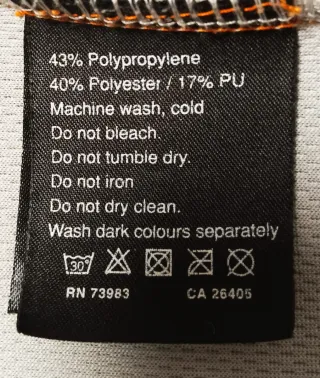 43% Polypropylene
40% Polyester / 17% PU
Machine wash, cold
Do not bleach.
Do not tumble dry.
Do not iron
Do not dry clean.
Wash dark colours separately
30°
RN 73983 CA 26405